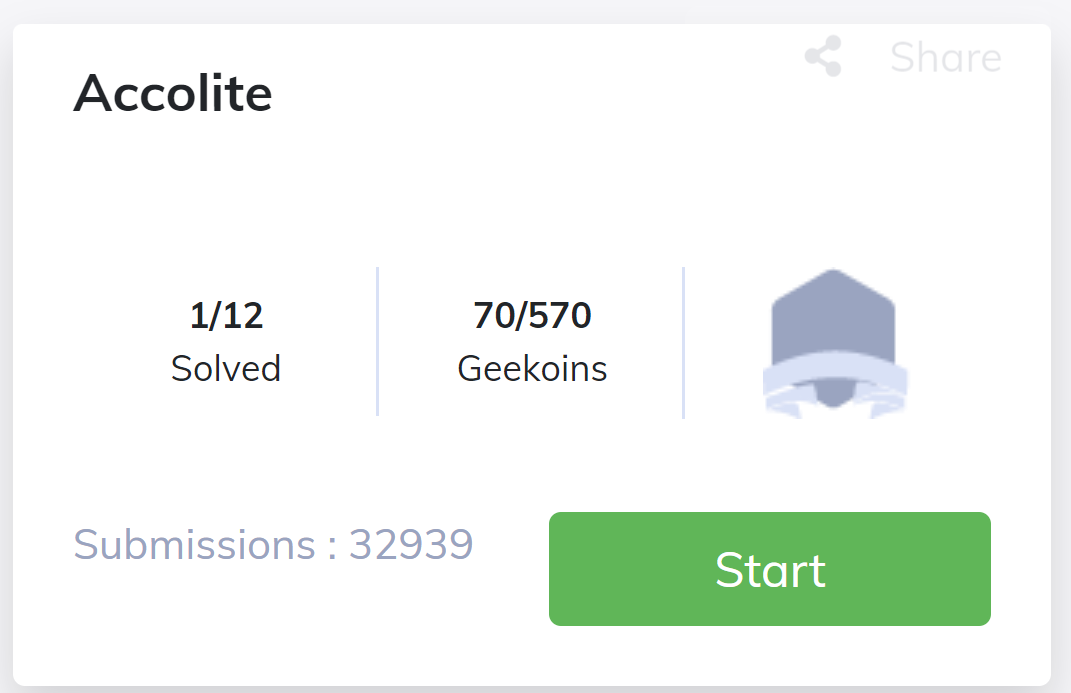 Share
Accolite
1/12
Solved
70/570
Geekoins
Submissions : 32939
Start